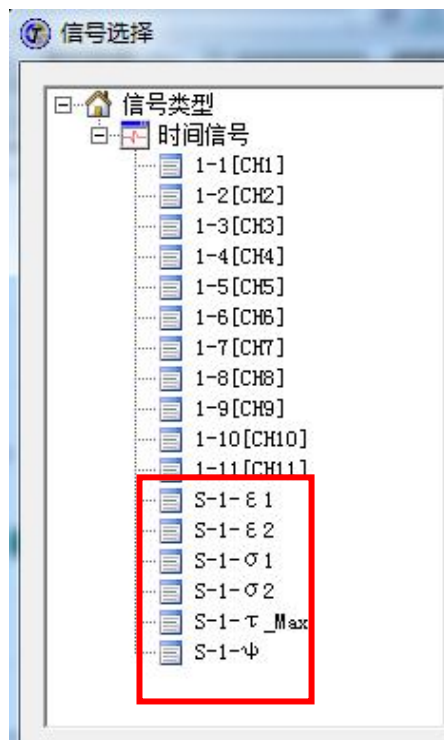 信号选择
信号类型
时间信号
1-1[CH1]
1-2[CH2]
1-3[CH3]
1-4[CH4]
1-5[CH5]
1-6[CH6]
1-7[CH7]
1-8[CH8]
1-9[CH9]
1-10[CH10]
1-11[CH11]
S-1-ε1
S-1-ε2
S-1-σ1
S-1-σ2
S-1-τ_Max
S-1-ψ